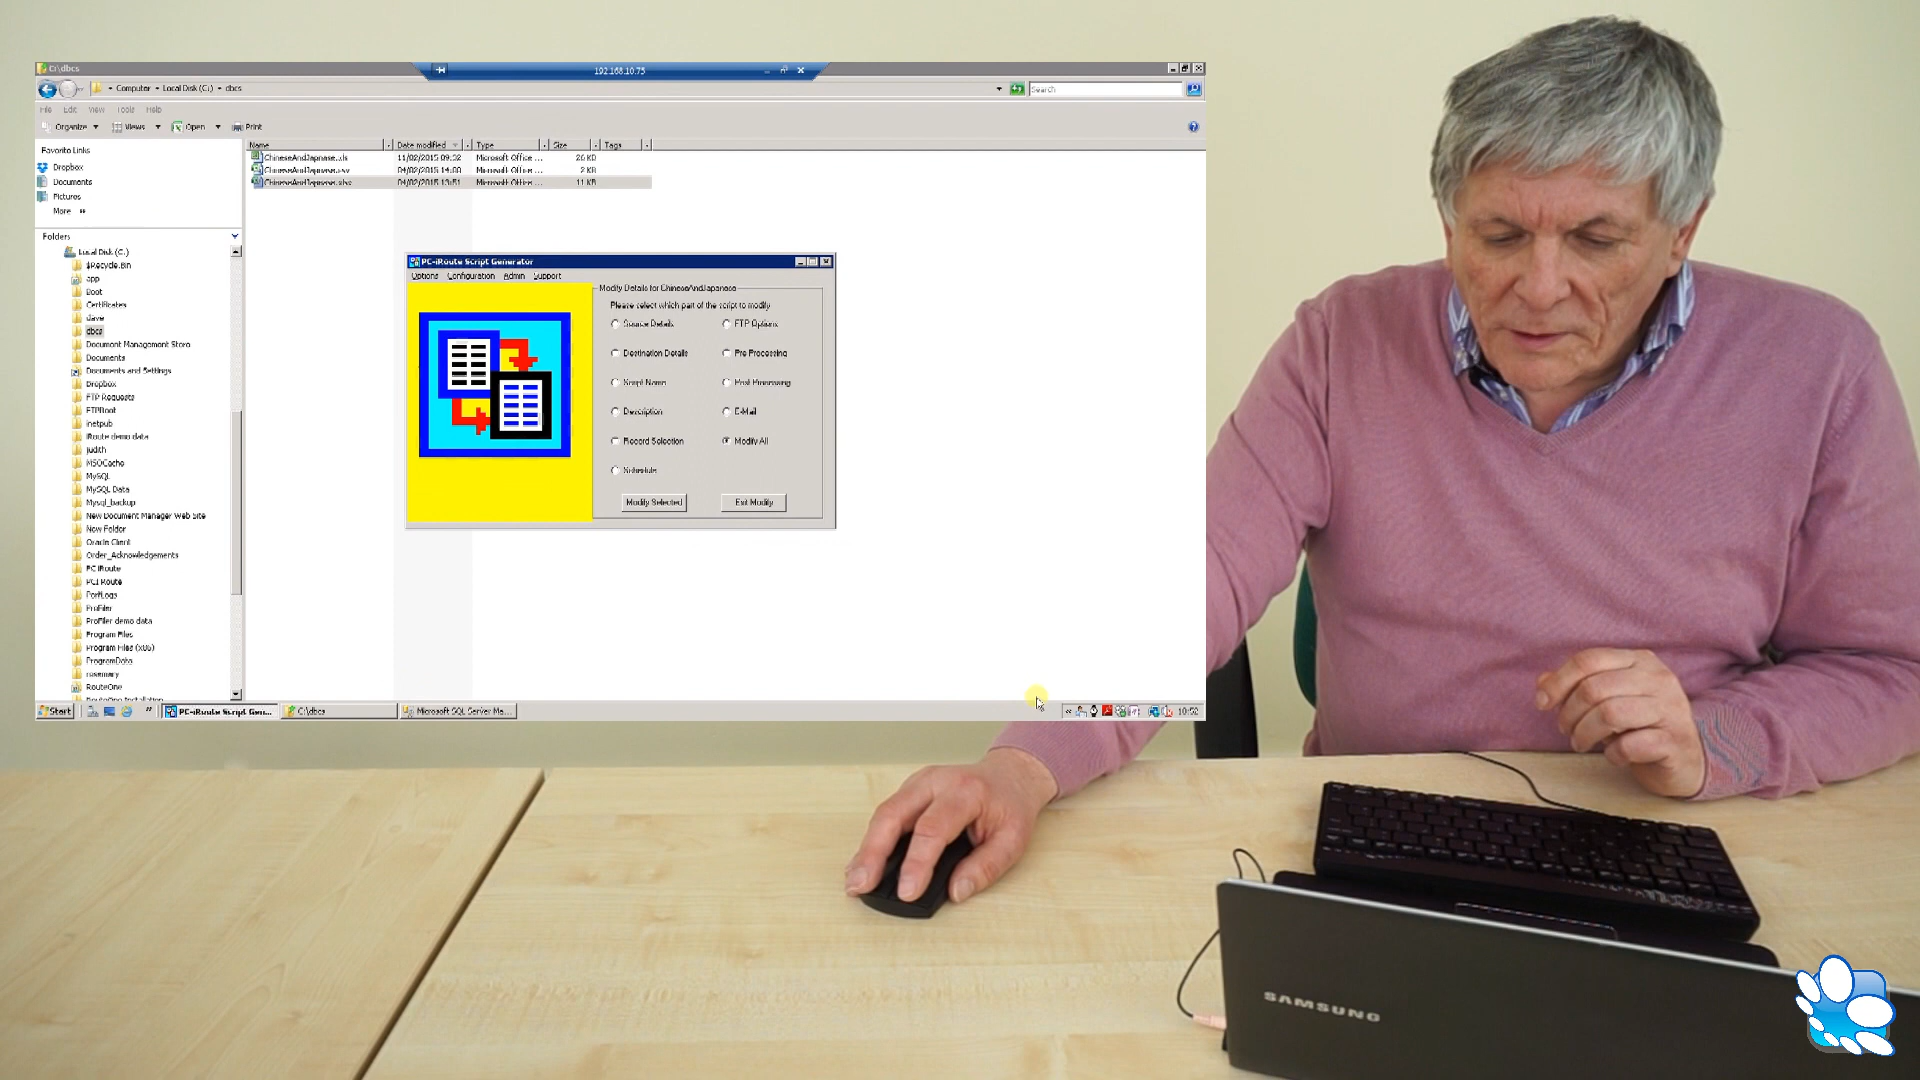 C:\dbcs
192.168.10.75
Computer
Local Disk (C:)
dbcs
Search
File Edit View Tools Help
Organize
Views
Open
Print
Favorite Links
Dropbox
Documents
Pictures
More
Folders
Name
Date modified
Type
Size
Tags
ChineseAndJapnase.xls
11/02/2015 09:32
Microsoft Office ...
26 KB
04/02/2015 14:00
Microsoft Office ...
2 KB
ChineseAndJapnase.xlsx
04/02/2015 13:51
Microsoft Office ...
11 KB
Local Disk (C:)
$Recycle.Bin
app
Boot
Certificates
dave
dbcs
Document Management Store
Documents
Documents and Settings
Dropbox
FTP Requests
FTPRoot
inetpub
iRoute demo data
judith
MSOCache
MySQL
MySQL Data
Mysql_backup
New Document Manager Web Site
New Folder
Oracle Client
Order_Acknowledgements
PC iRoute
PCI Route
PerfLogs
ProFiler
ProFiler demo data
Program Files
Program Files (x86)
ProgramData
rosemary
RouteOne
RouteOne Installation
PC-iRoute Script Generator
Options Configuration Admin Support
Modify Details for ChineseAndJapanese
Please select which part of the script to modify
Source Details
FTP Options
Destination Details
Pre Processing
Script Name
Post Processing
Description
E-Mail
Record Selection
Modify All
Schedule
Modify Selected
Exit Modify
Start
PC-iRoute Script Gen...
C:\dbcs
Microsoft SQL Server Ma...
10:52
SAMSUNG